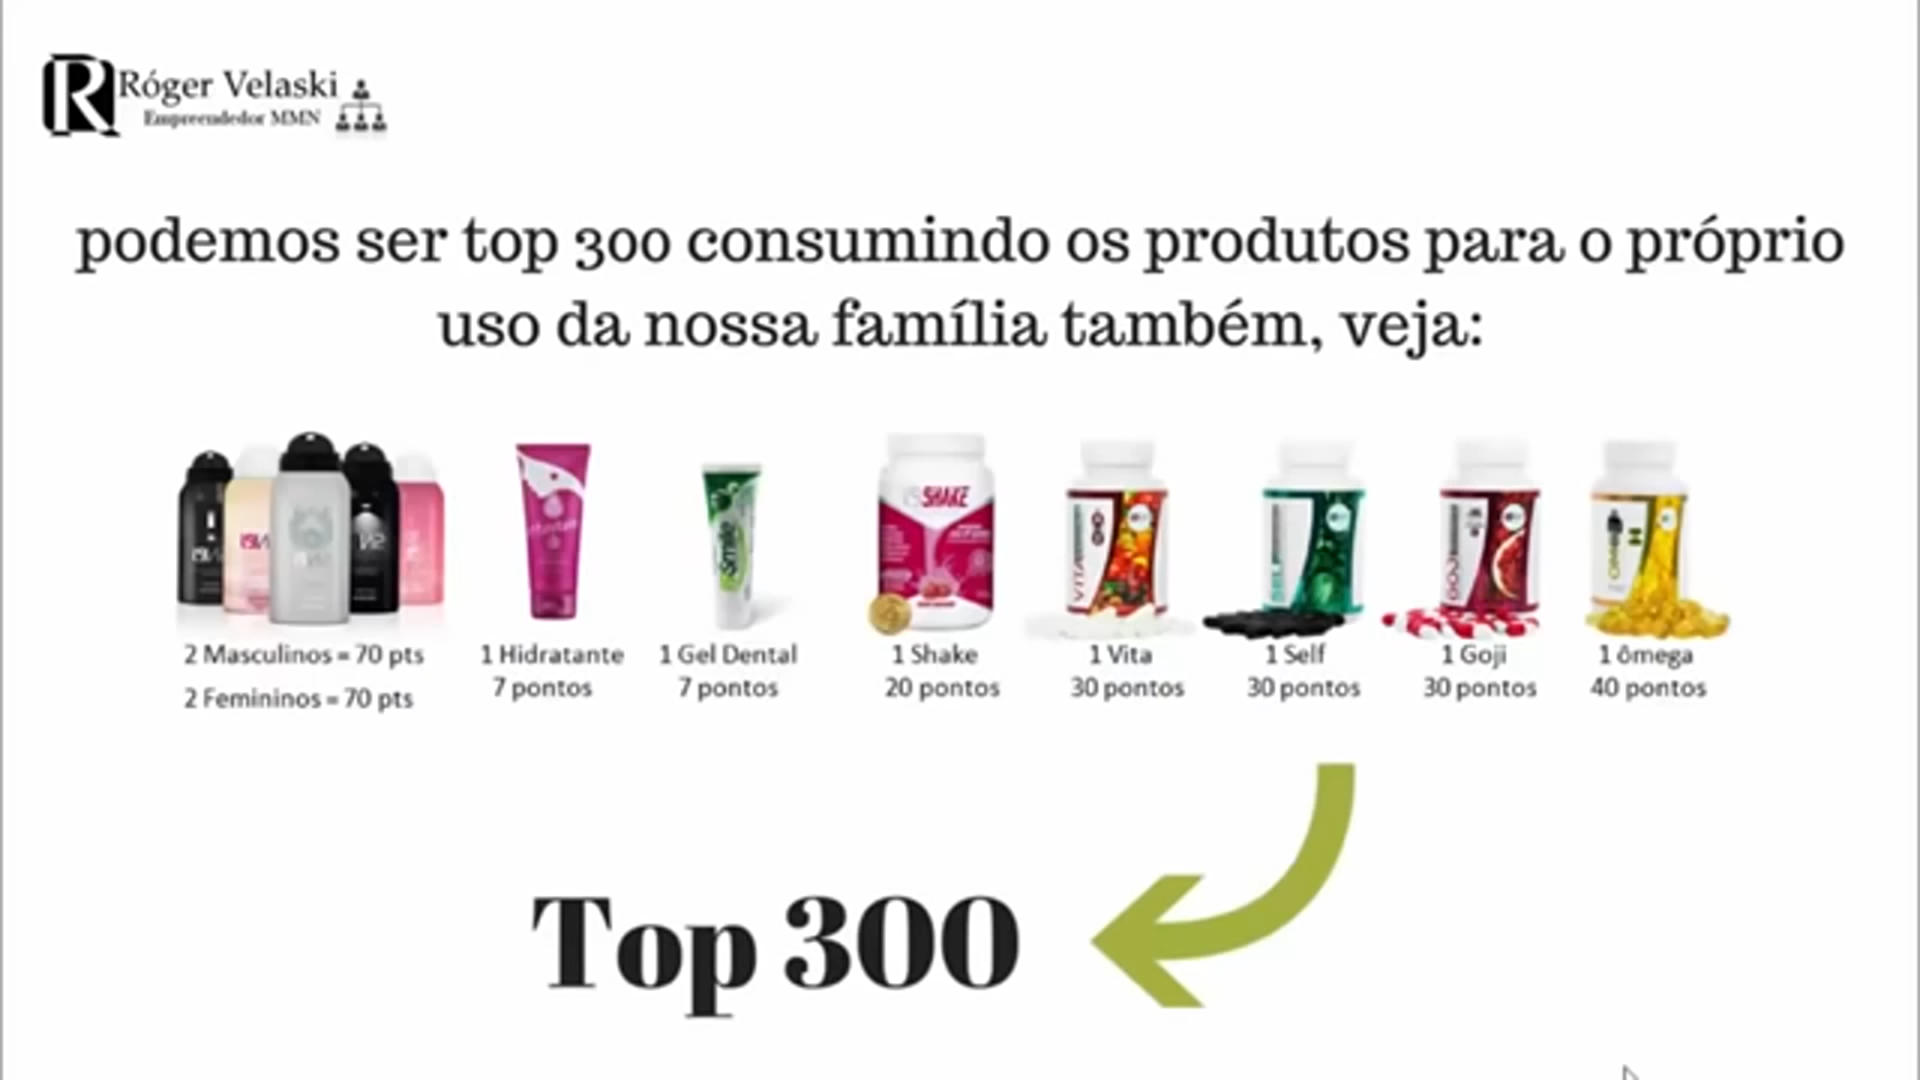 R
Róger Velaski
Empreendedor MMN
podemos ser top 300 consumindo os produtos para o próprio
uso da nossa família também, veja:
SHAKE
Smile
2 Masculinos = 70 pts
2 Femininos = 70 pts
1 Hidratante
7 pontos
1 Gel Dental
7 pontos
1 Shake
20 pontos
1 Vita
30 pontos
1 Self
30 pontos
1 Goji
30 pontos
1 ômega
40 pontos
Top 300